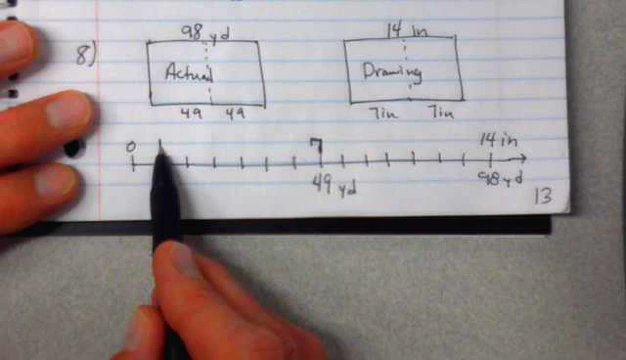 98 yd 14 in
8) Actual Drawing
49 49 7in 7in
0 7 14 in
49 yd 98 yd
13